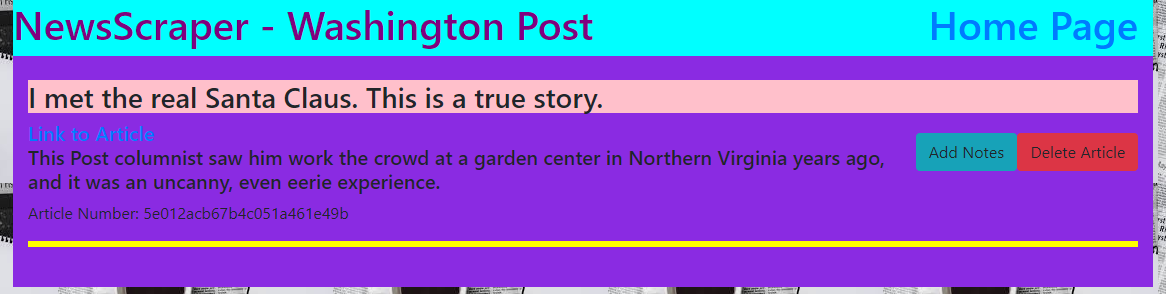 NewsScraper - Washington Post
Home Page
I met the real Santa Claus. This is a true story.
Link to Article
This Post columnist saw him work the crowd at a garden center in Northern Virginia years ago,
and it was an uncanny, even eerie experience.
Add Notes
Delete Article
Article Number: 5e012acb67b4c051a461e49b